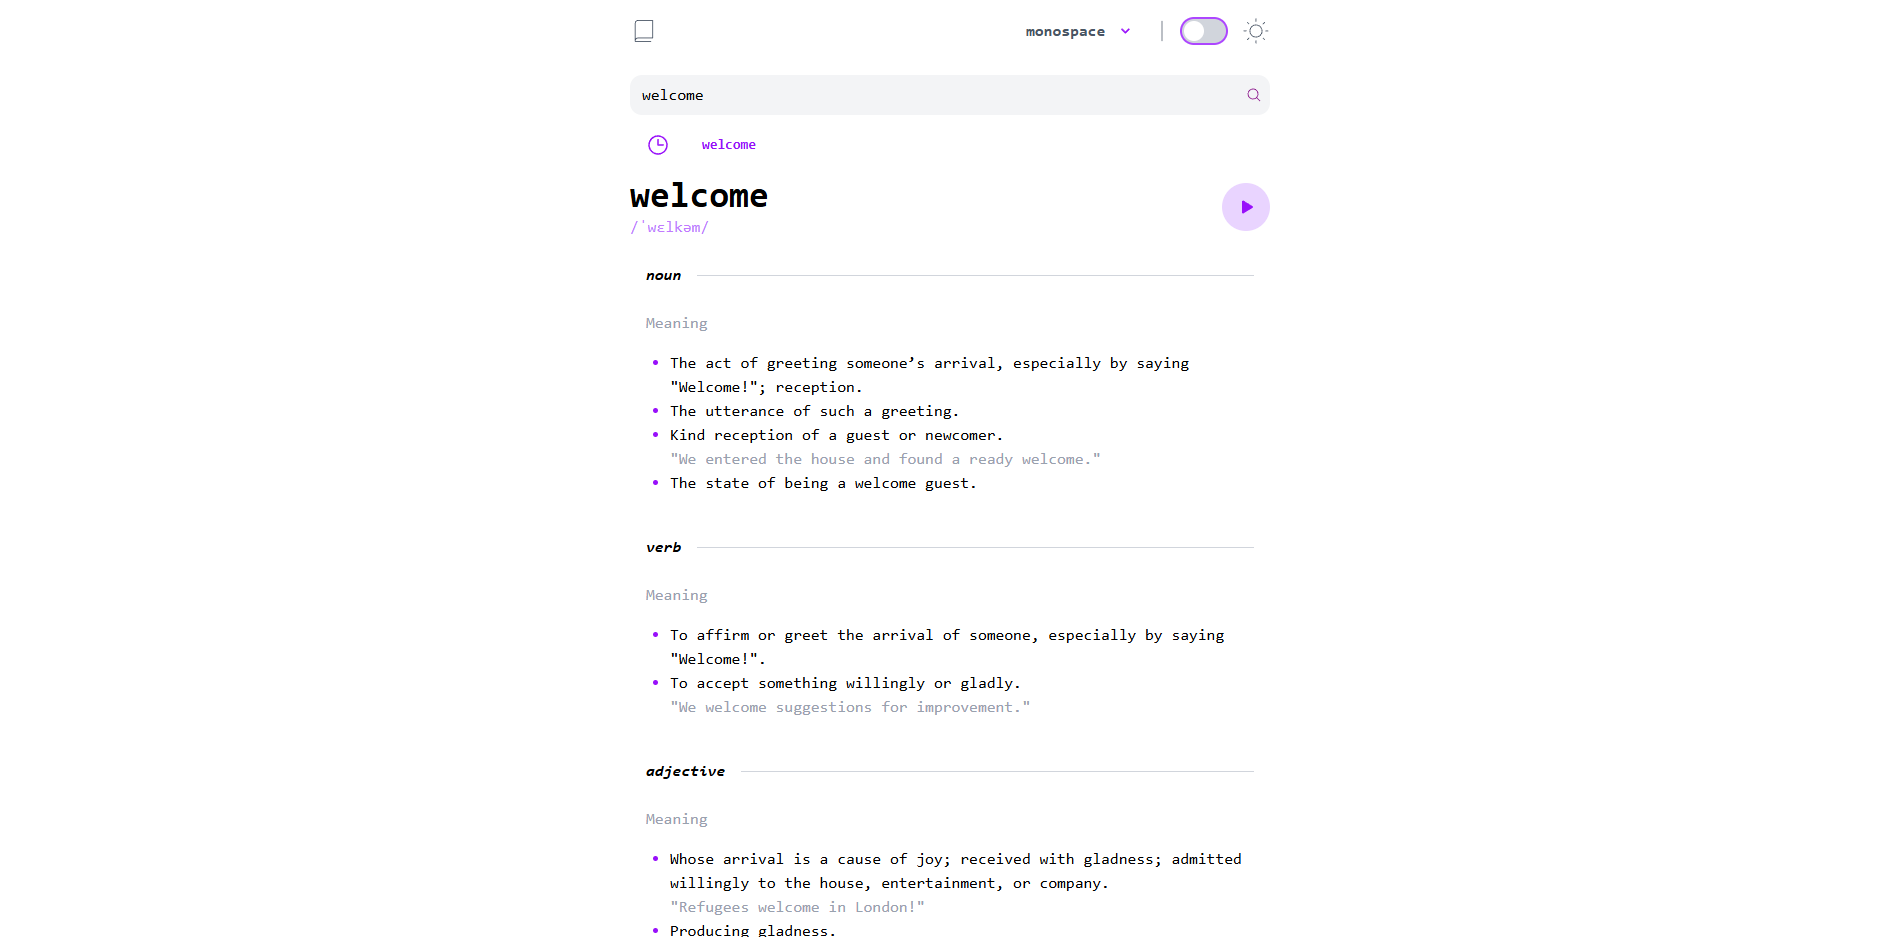 monospace
welcome
welcome
welcome
/ˈwɛlkəm/
noun
Meaning
The act of greeting someone’s arrival, especially by saying
"Welcome!"; reception.
The utterance of such a greeting.
Kind reception of a guest or newcomer.
"We entered the house and found a ready welcome."
The state of being a welcome guest.
verb
Meaning
To affirm or greet the arrival of someone, especially by saying
"Welcome!".
To accept something willingly or gladly.
"We welcome suggestions for improvement."
adjective
Meaning
Whose arrival is a cause of joy; received with gladness; admitted
willingly to the house, entertainment, or company.
"Refugees welcome in London!"
Producing gladness.